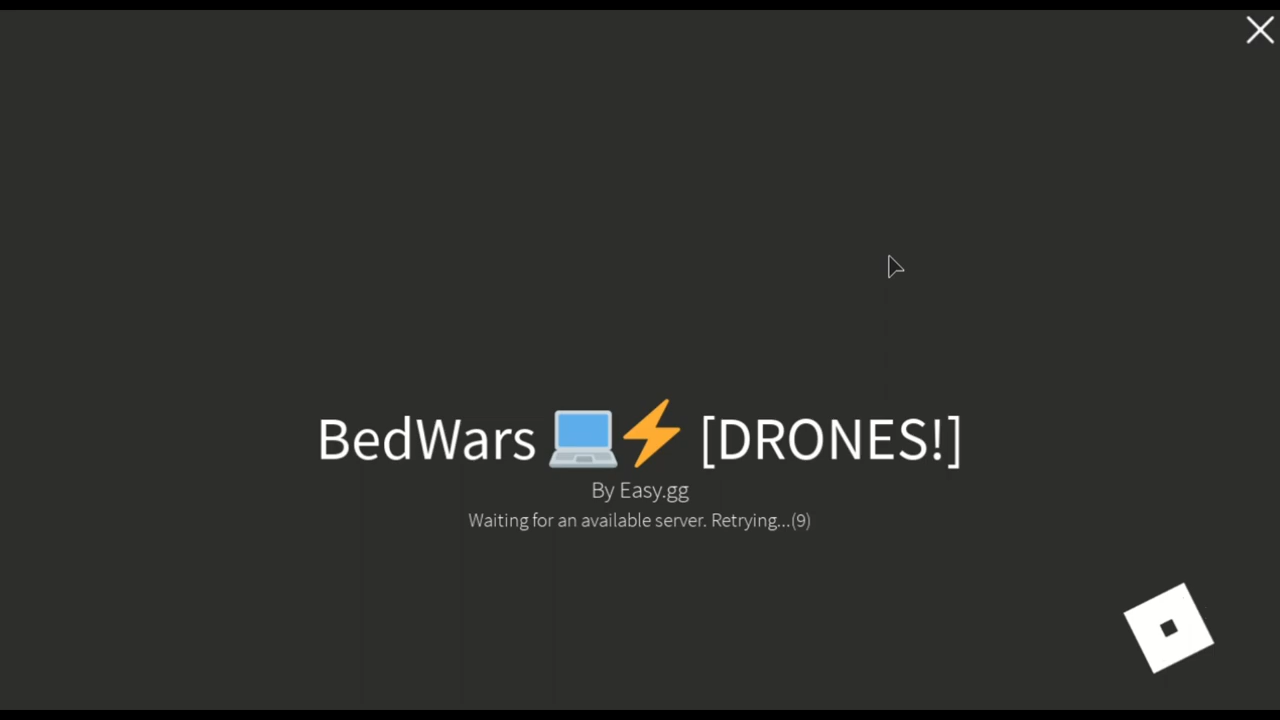 BedWars 💻⚡ [DRONES!]
By Easy.gg
Waiting for an available server. Retrying...(9)